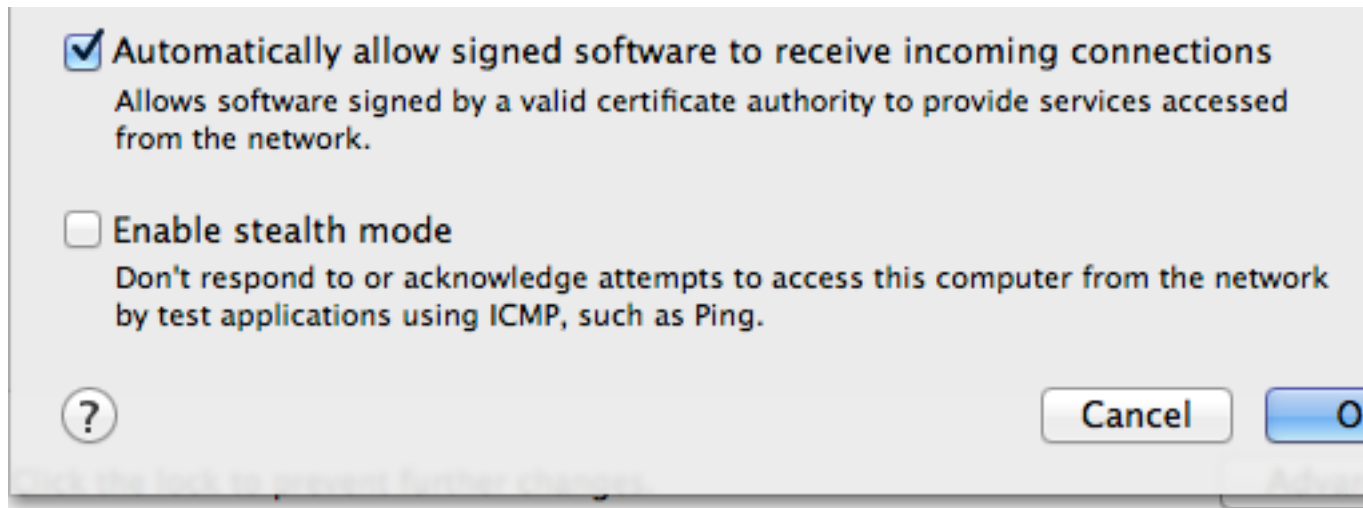 Automatically allow signed software to receive incoming connections
Allows software signed by a valid certificate authority to provide services accessed
from the network.
Enable stealth mode
Don't respond to or acknowledge attempts to access this computer from the network
by test applications using ICMP, such as Ping.
?
Cancel
O
Click the lock to prevent further changes.
Advan